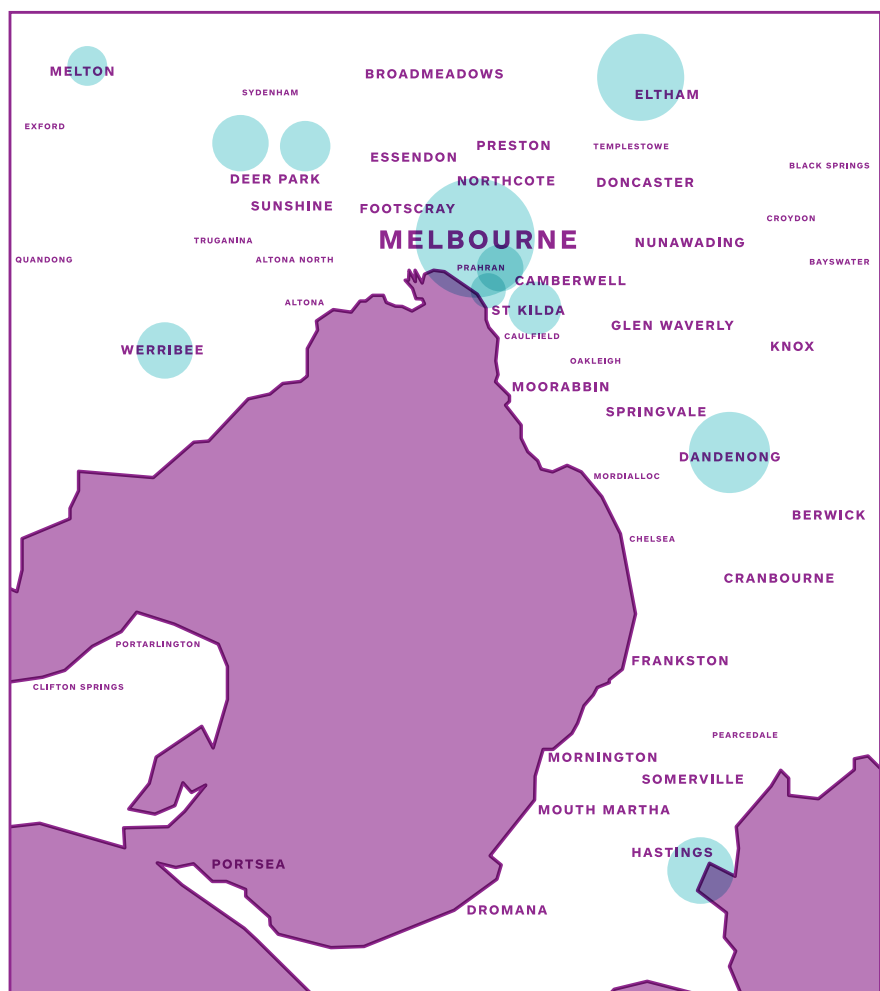 MELTON
BROADMEADOWS
SYDENHAM
ELTHAM
EXFORD
ESSENDON
PRESTON
TEMPLESTOWE
BLACK SPRINGS
DEER PARK
NORTHCOTE
DONCASTER
SUNSHINE
FOOTSCRAY
CROYDON
TRUGANINA
MELBOURNE
NUNAWADING
QUANDONG
ALTONA NORTH
PRAHRAN
BAYSWATER
CAMBERWELL
ALTONA
ST KILDA
GLEN WAVERLY
CAULFIELD
WERRIBEE
KNOX
OAKLEIGH
MOORABBIN
SPRINGVALE
DANDENONG
MORDIALLOC
BERWICK
CHELSEA
CRANBOURNE
PORTARLINGTON
FRANKSTON
CLIFTON SPRINGS
PEARCEDALE
MORNINGTON
SOMERVILLE
MOUTH MARTHA
HASTINGS
PORTSEA
DROMANA